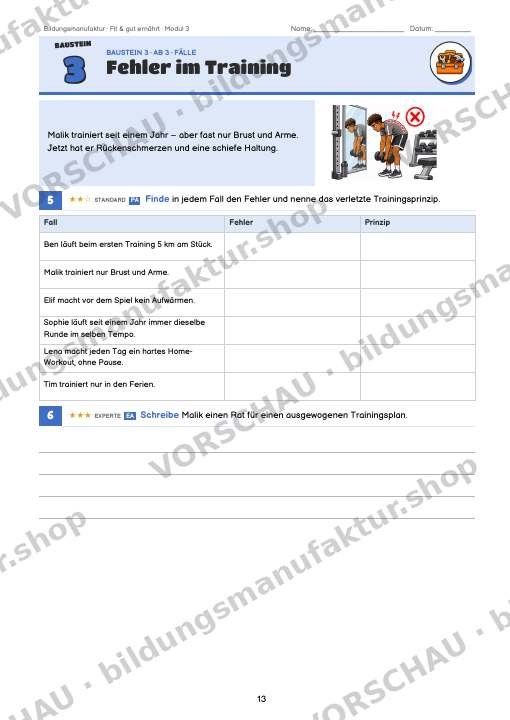 Bildungsmanufaktur · Fit & gut ernährt · Modul 3 Name: Datum:
BAUSTEIN
3
BAUSTEIN 3 · AB 3 · FÄLLE
Fehler im Training
Malik trainiert seit einem Jahr – aber fast nur Brust und Arme.
Jetzt hat er Rückenschmerzen und eine schiefe Haltung.
5 ★★☆ STANDARD PA Finde in jedem Fall den Fehler und nenne das verletzte Trainingsprinzip.
Fall Fehler Prinzip
Ben läuft beim ersten Training 5 km am Stück.
Malik trainiert nur Brust und Arme.
Elif macht vor dem Spiel kein Aufwärmen.
Sophie läuft seit einem Jahr immer dieselbe
Runde im selben Tempo.
Lena macht jeden Tag ein hartes Home-
Workout, ohne Pause.
Tim trainiert nur in den Ferien.
6 ★★★ EXPERTE EA Schreibe Malik einen Rat für einen ausgewogenen Trainingsplan.
13
VORSCHAU · bildungsmanufaktur.shop